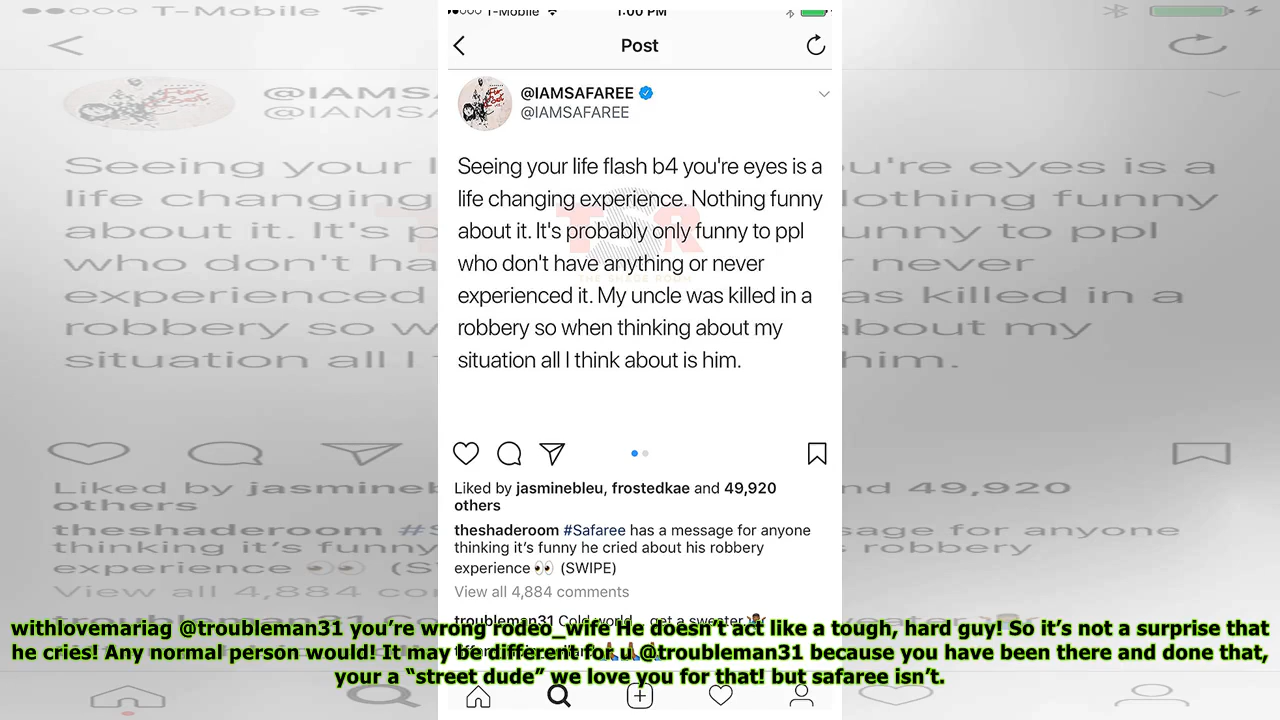 T-Mobile
1:00 PM
Post
@IAMSAFAREE
@IAMSAFAREE
Seeing your life flash b4 you're eyes is a
life changing experience. Nothing funny
about it. It's probably only funny to ppl
who don't have anything or never
experienced it. My uncle was killed in a
robbery so when thinking about my
situation all I think about is him.
TSR
THE SHADE ROOM
Liked by jasminebleu, frostedkae and 49,920
others
theshaderoom #Safaree has a message for anyone
thinking it's funny he cried about his robbery
experience 👀 (SWIPE)
View all 4,884 comments
troubleman31 Cold world... get a sweater
withlovemariag @troubleman31 you're wrong rodeo_wife He doesn't act like a tough, hard guy! So it's not a surprise that
he cries! Any normal person would! It may be different for u @troubleman31 because you have been there and done that,
your a “street dude” we love you for that! but safaree isn't.